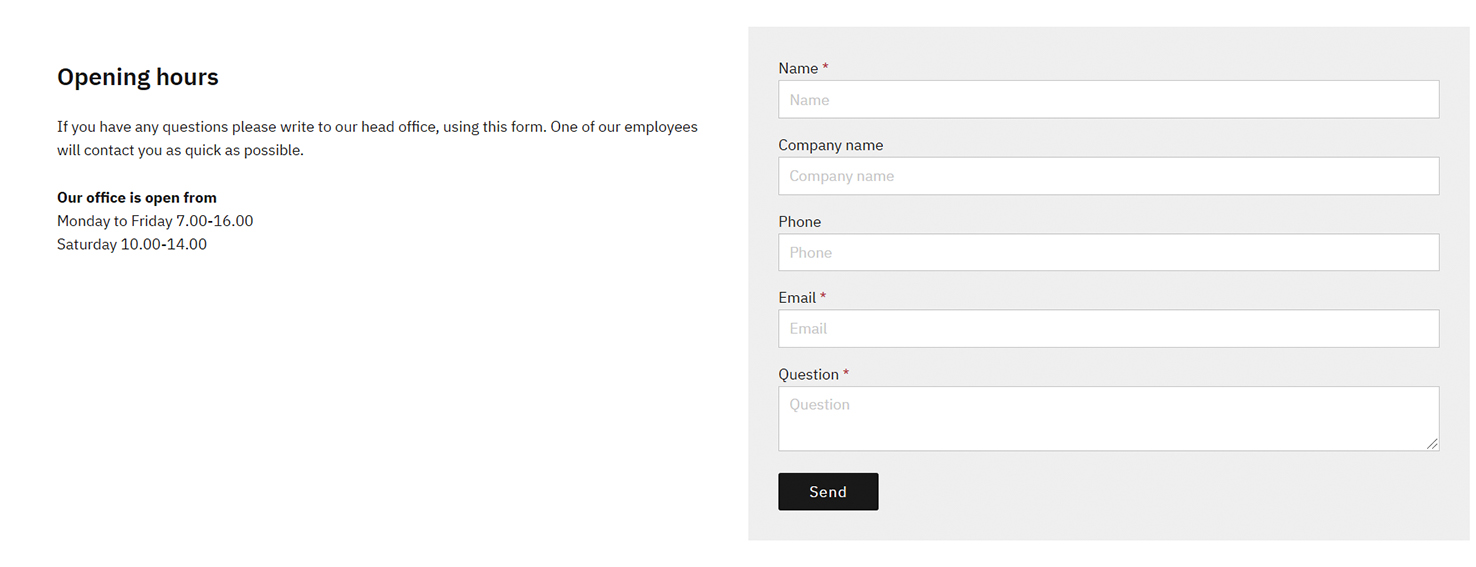 Opening hours
If you have any questions please write to our head office, using this form. One of our employees
will contact you as quick as possible.
Our office is open from
Monday to Friday 7.00-16.00
Saturday 10.00-14.00
Name *
Name
Company name
Company name
Phone
Phone
Email *
Email
Question *
Question
Send